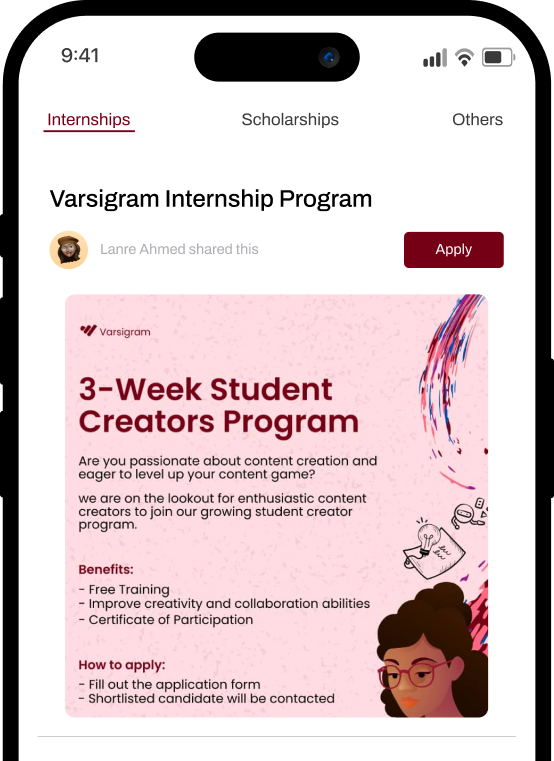 9:41
Internships Scholarships Others
Varsigram Internship Program
Lanre Ahmed shared this
Apply
Varsigram
3-Week Student
Creators Program
Are you passionate about content creation and
eager to level up your content game?
we are on the lookout for enthusiastic content
creators to join our growing student creator
program.
Benefits:
- Free Training
- Improve creativity and collaboration abilities
- Certificate of Participation
How to apply:
- Fill out the application form
- Shortlisted candidate will be contacted